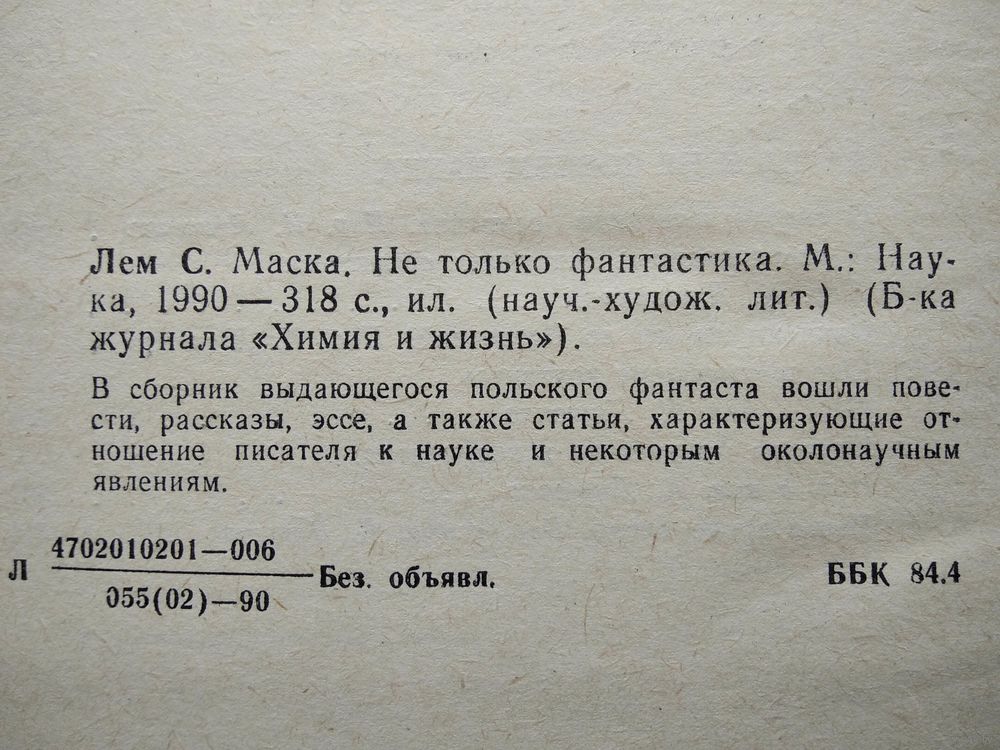 Лем С. Маска. Не только фантастика. М.: Нау-
ка, 1990 — 318 с., ил. (науч.-худож. лит.) (Б-ка
журнала «Химия и жизнь»).
В сборник выдающегося польского фантаста вошли пове-
сти, рассказы, эссе, а также статьи, характеризующие от-
ношение писателя к науке и некоторым околонаучным
явлениям.
4702010201—006
Л Без. объявл. ББК 84.4
055(02)—90